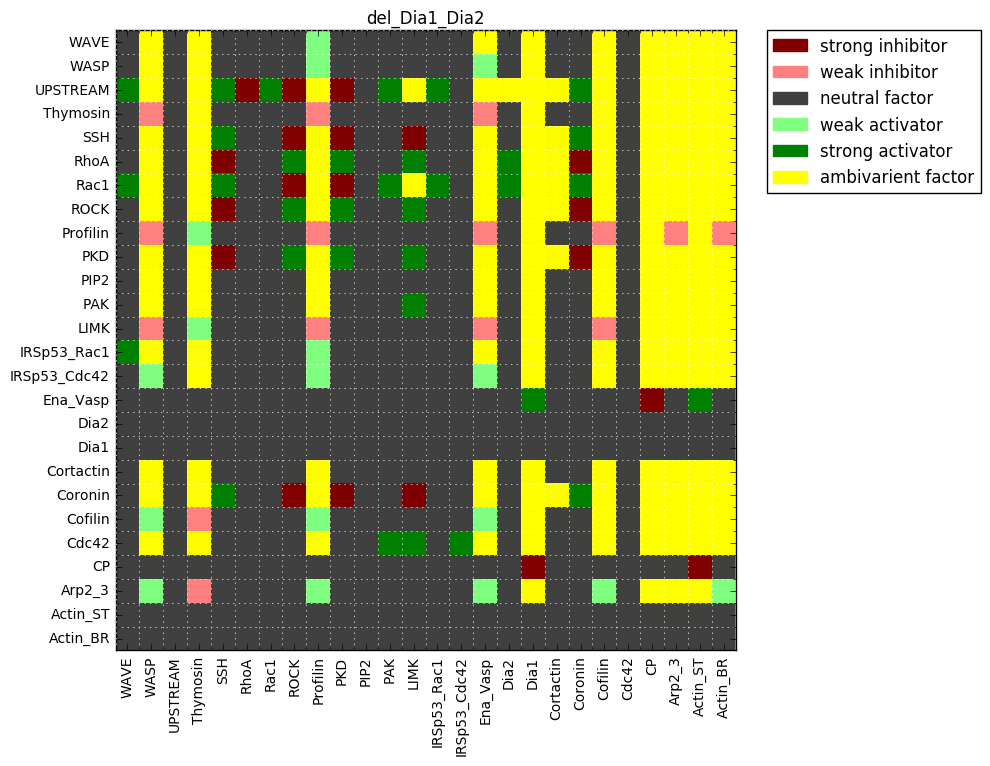 del_Dia1_Dia2
strong inhibitor
weak inhibitor
neutral factor
weak activator
strong activator
ambivarient factor
WAVE
WASP
UPSTREAM
Thymosin
SSH
RhoA
Rac1
ROCK
Profilin
PKD
PIP2
PAK
LIMK
IRSp53_Rac1
IRSp53_Cdc42
Ena_Vasp
Dia2
Dia1
Cortactin
Coronin
Cofilin
Cdc42
CP
Arp2_3
Actin_ST
Actin_BR
WAVE
WASP
UPSTREAM
Thymosin
SSH
RhoA
Rac1
ROCK
Profilin
PKD
PIP2
PAK
LIMK
IRSp53_Rac1
IRSp53_Cdc42
Ena_Vasp
Dia2
Dia1
Cortactin
Coronin
Cofilin
Cdc42
CP
Arp2_3
Actin_ST
Actin_BR